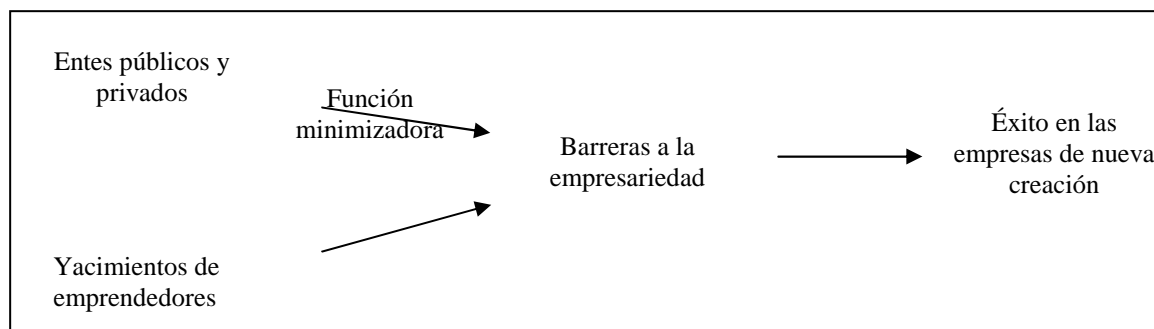 Entes públicos y
privados
Función
minimizadora
Barreras a la
empresariedad
Éxito en las
empresas de nueva
creación
Yacimientos de
emprendedores